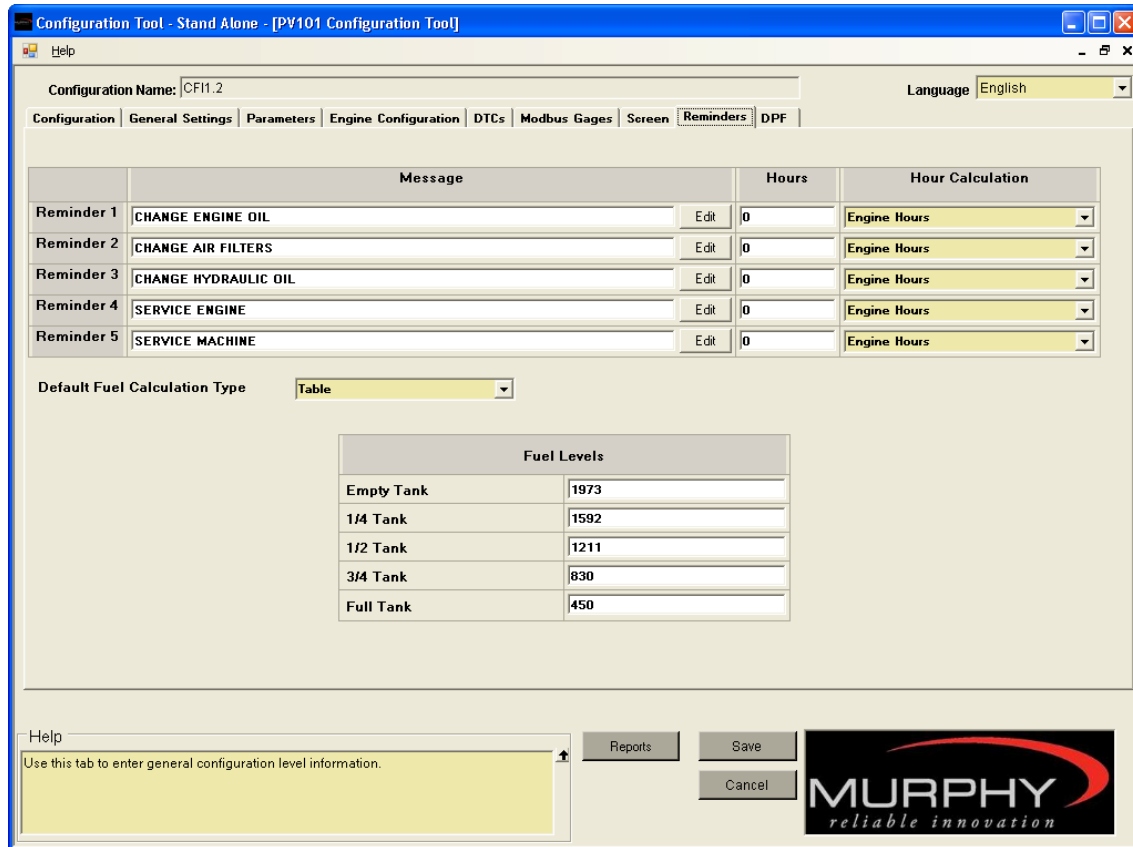 Configuration Tool - Stand Alone - [PV101 Configuration Tool]
Help
Configuration Name: CFI1.2 Language English
Configuration General Settings Parameters Engine Configuration DTCs Modbus Gages Screen Reminders DPF
Message Hours Hour Calculation
Reminder 1 CHANGE ENGINE OIL Edit 0 Engine Hours
Reminder 2 CHANGE AIR FILTERS Edit 0 Engine Hours
Reminder 3 CHANGE HYDRAULIC OIL Edit 0 Engine Hours
Reminder 4 SERVICE ENGINE Edit 0 Engine Hours
Reminder 5 SERVICE MACHINE Edit 0 Engine Hours
Default Fuel Calculation Type Table
Fuel Levels
Empty Tank 1973
1/4 Tank 1592
1/2 Tank 1211
3/4 Tank 830
Full Tank 450
Help
Reports Save
Use this tab to enter general configuration level information.
Cancel
MURPHY
reliable innovation